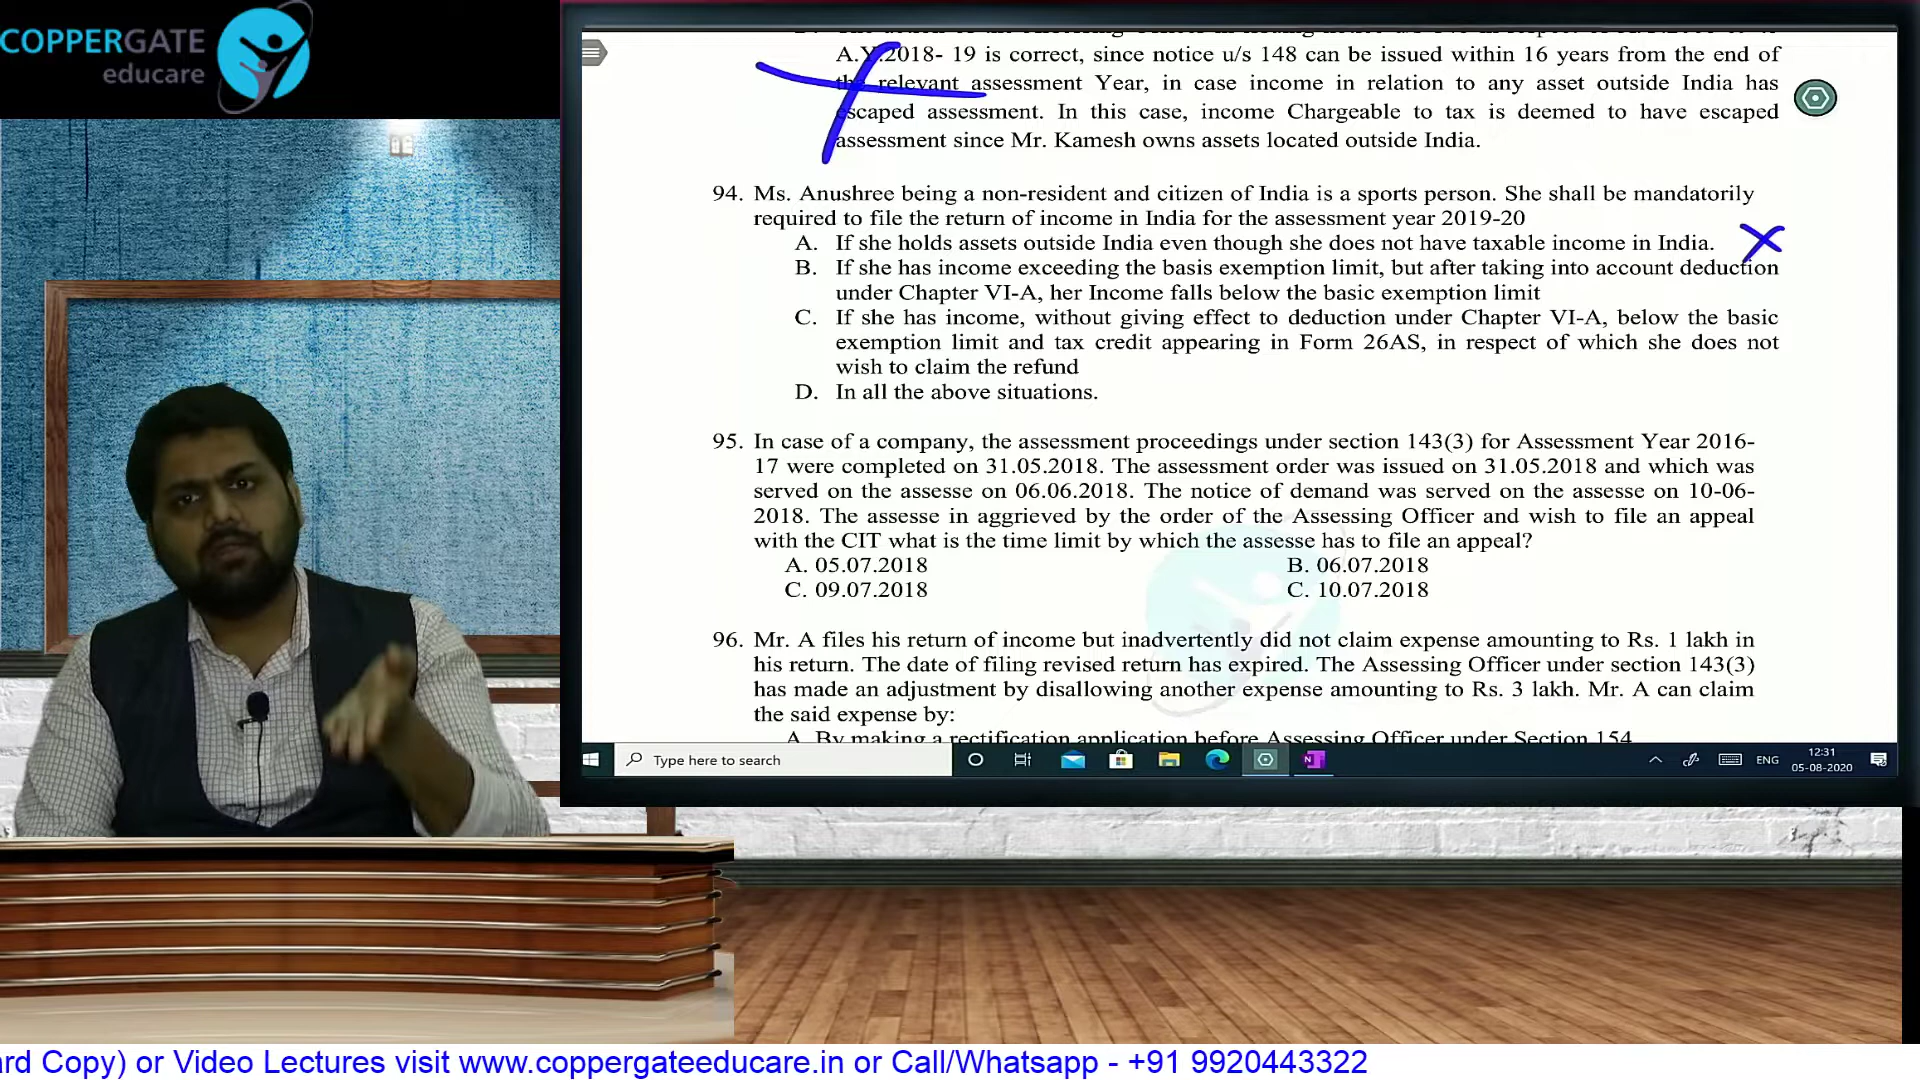 COPPERGATE
educare
A.Y.2018- 19 is correct, since notice u/s 148 can be issued within 16 years from the end of
the relevant assessment Year, in case income in relation to any asset outside India has
escaped assessment. In this case, income Chargeable to tax is deemed to have escaped
assessment since Mr. Kamesh owns assets located outside India.
94. Ms. Anushree being a non-resident and citizen of India is a sports person. She shall be mandatorily
required to file the return of income in India for the assessment year 2019-20
A. If she holds assets outside India even though she does not have taxable income in India.
B. If she has income exceeding the basis exemption limit, but after taking into account deduction
under Chapter VI-A, her Income falls below the basic exemption limit
C. If she has income, without giving effect to deduction under Chapter VI-A, below the basic
exemption limit and tax credit appearing in Form 26AS, in respect of which she does not
wish to claim the refund
D. In all the above situations.
95. In case of a company, the assessment proceedings under section 143(3) for Assessment Year 2016-
17 were completed on 31.05.2018. The assessment order was issued on 31.05.2018 and which was
served on the assesse on 06.06.2018. The notice of demand was served on the assesse on 10-06-
2018. The assesse in aggrieved by the order of the Assessing Officer and wish to file an appeal
with the CIT what is the time limit by which the assesse has to file an appeal?
A. 05.07.2018 B. 06.07.2018
C. 09.07.2018 C. 10.07.2018
96. Mr. A files his return of income but inadvertently did not claim expense amounting to Rs. 1 lakh in
his return. The date of filing revised return has expired. The Assessing Officer under section 143(3)
has made an adjustment by disallowing another expense amounting to Rs. 3 lakh. Mr. A can claim
the said expense by:
A. By making a rectification application before Assessing Officer under Section 154
Type here to search
ENG
12:31
05-08-2020
ard Copy) or Video Lectures visit www.coppergateeducare.in or Call/Whatsapp - +91 9920443322